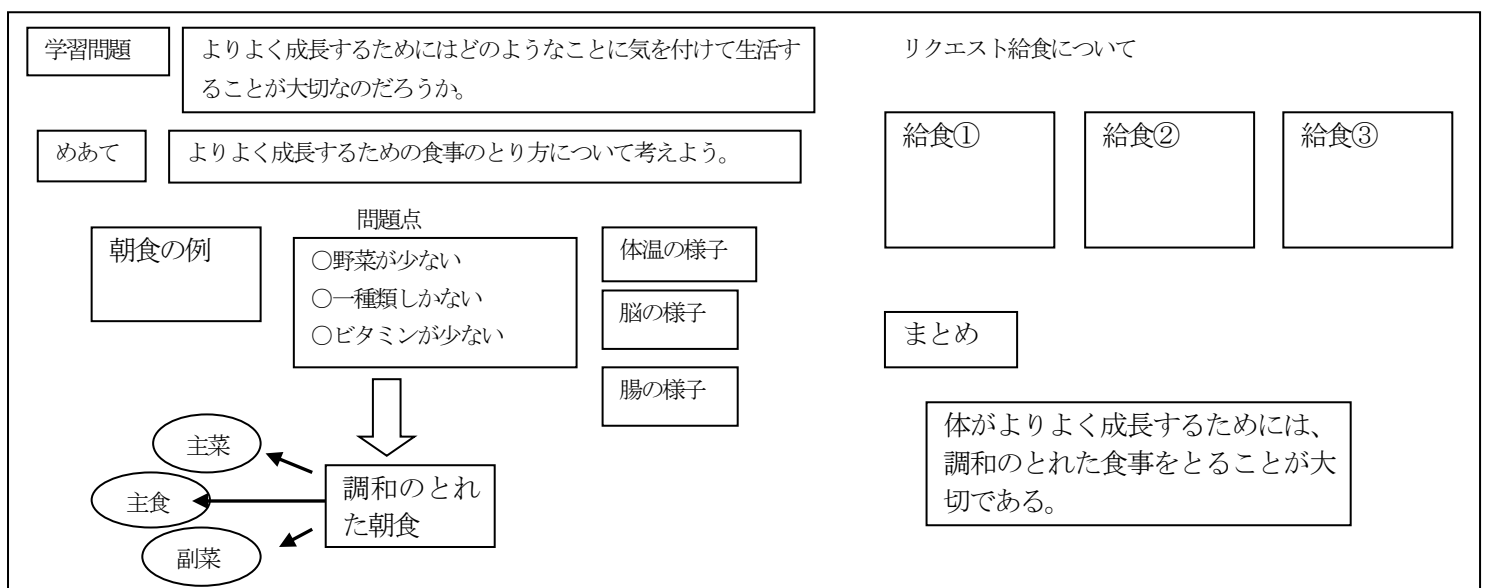 学習問題
よりよく成長するためにはどのようなことに気を付けて生活す
ることが大切なのだろうか。
めあて
よりよく成長するための食事のとり方について考えよう。
朝食の例
問題点
○野菜が少ない
○一種類しかない
○ビタミンが少ない
体温の様子
脳の様子
腸の様子
主菜
主食
副菜
調和のとれ
た朝食
リクエスト給食について
給食①
給食②
給食③
まとめ
体がよりよく成長するためには、
調和のとれた食事をとることが大
切である。